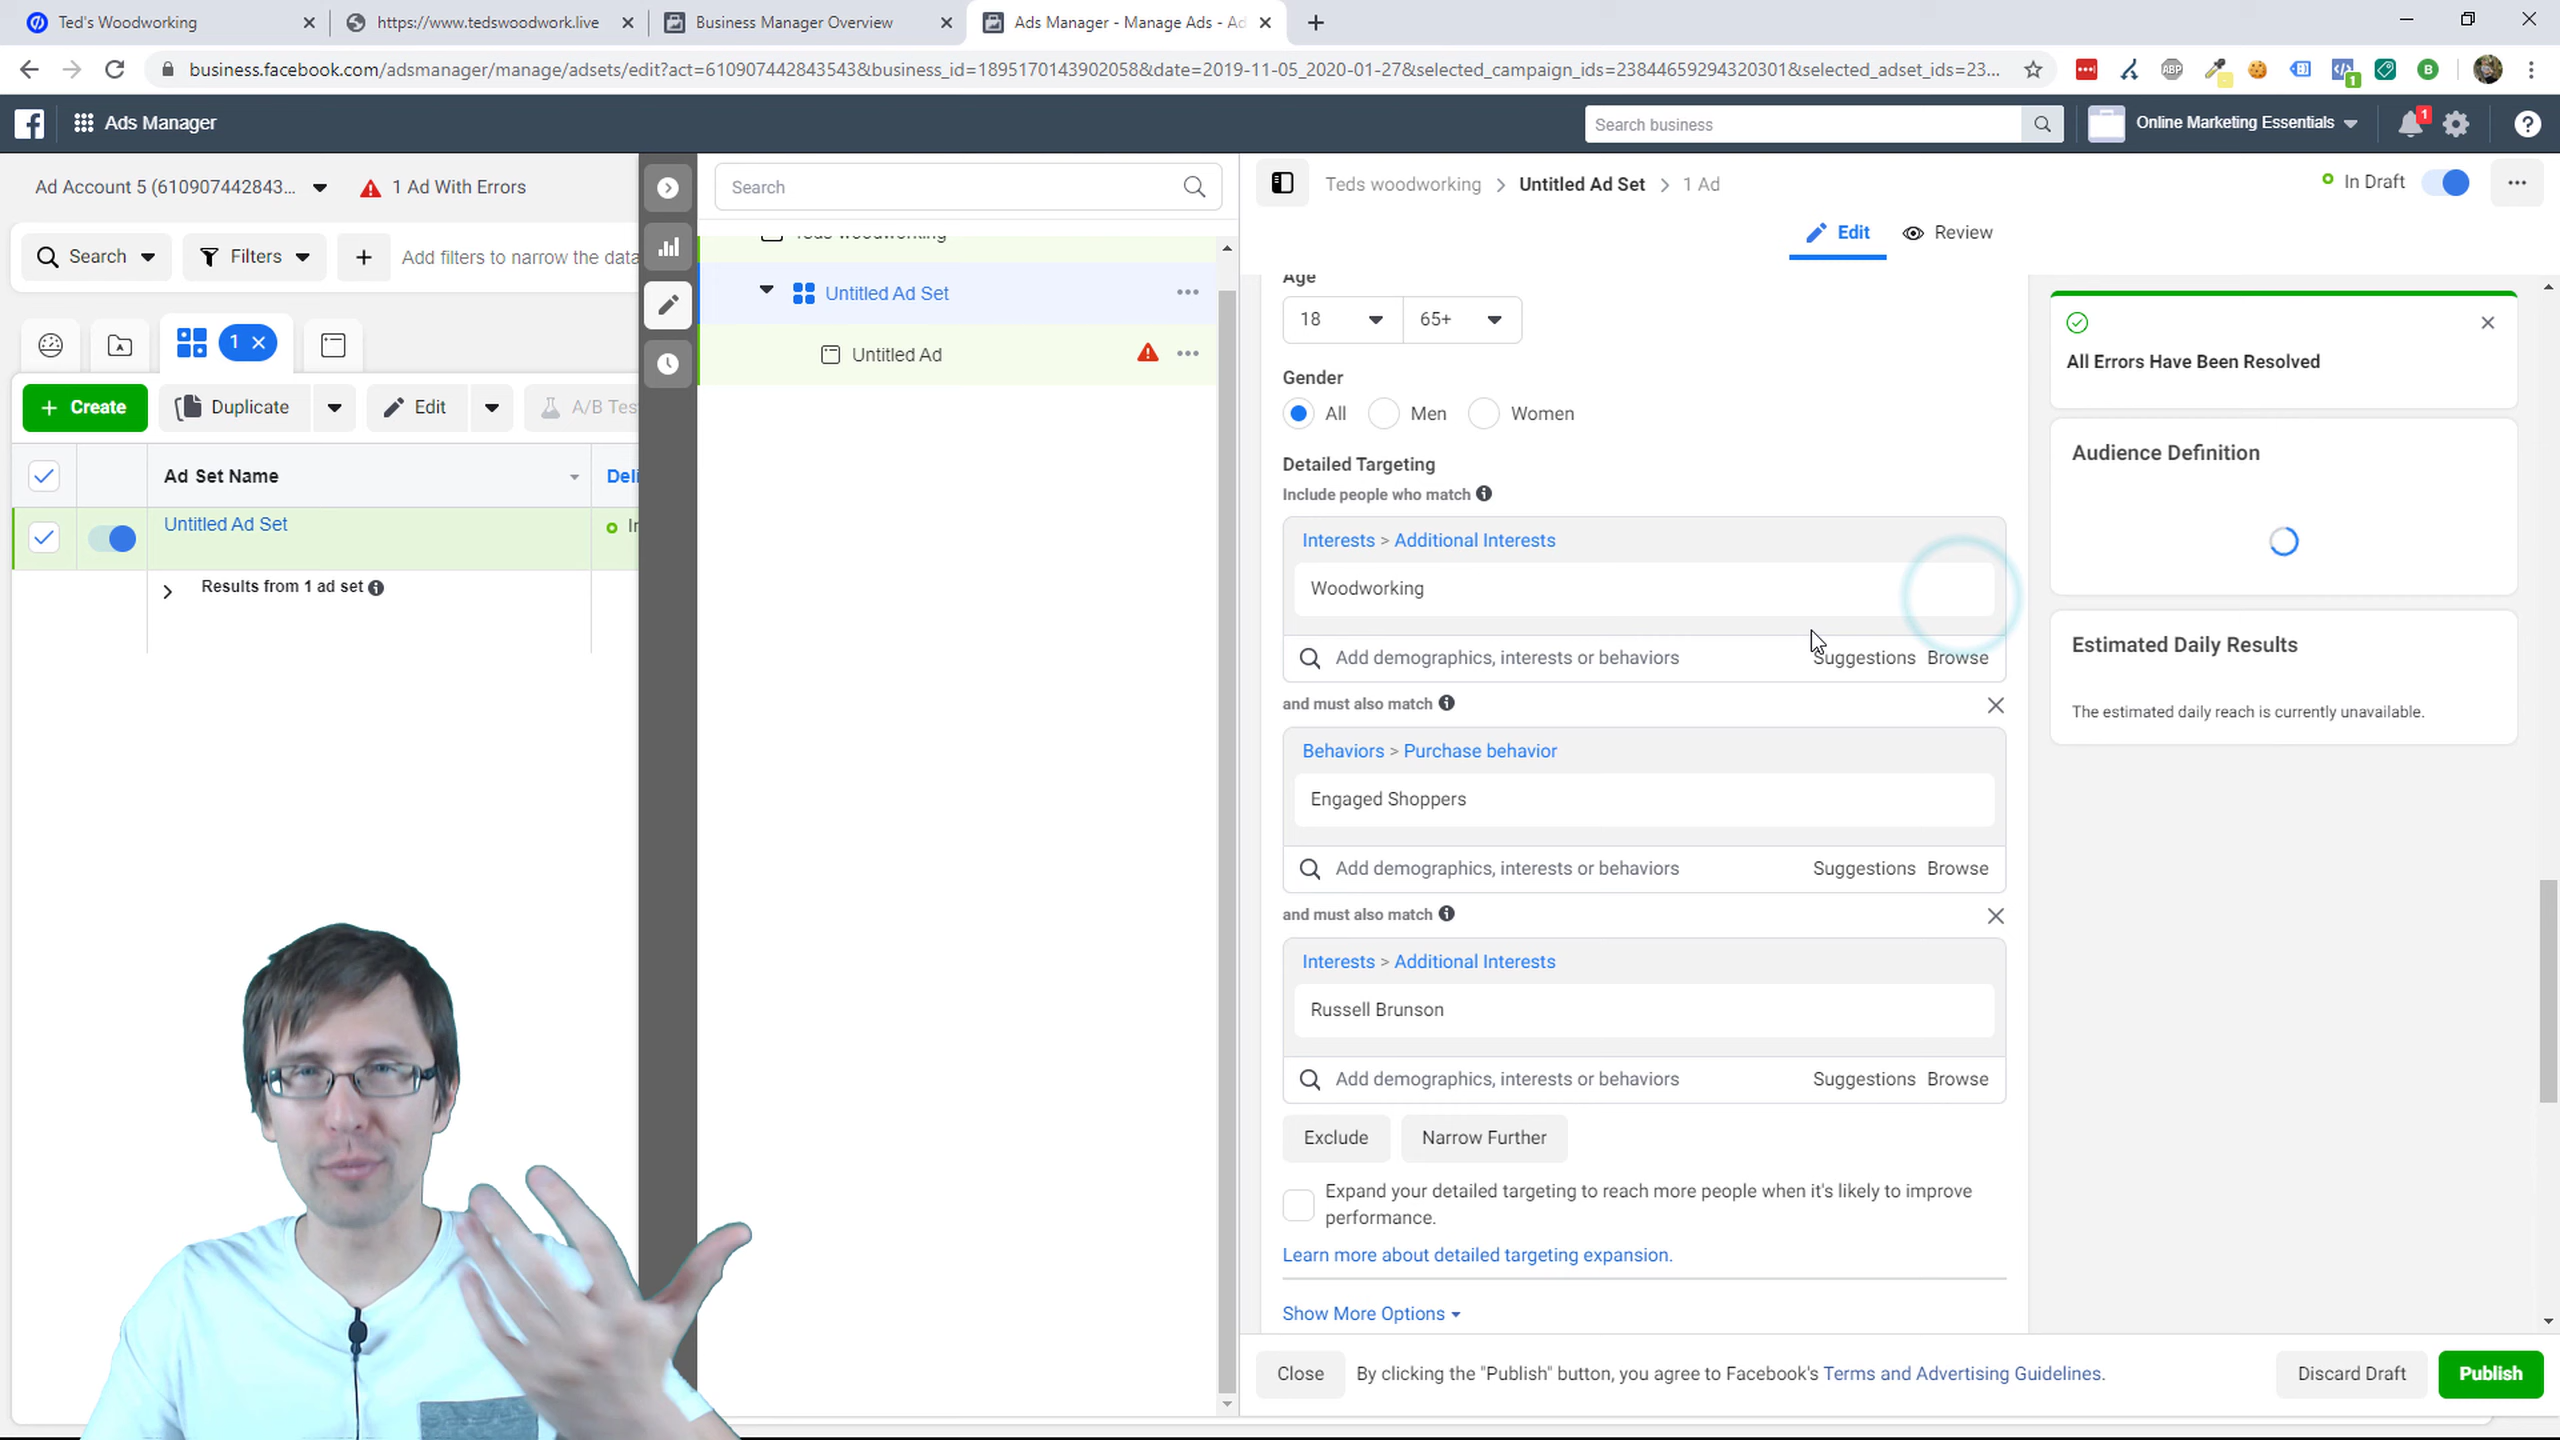 Ted's Woodworking
https://www.tedswoodwork.live
Business Manager Overview
Ads Manager - Manage Ads - Ad
business.facebook.com/adsmanager/manage/adsets/edit?act=610907442843543&business_id=1895170143902058&date=2019-11-05_2020-01-27&selected_campaign_ids=23844659294320301&selected_adset_ids=23...
ABP
1
B
Ads Manager
Search business
Online Marketing Essentials
1
Ad Account 5 (610907442843...
1 Ad With Errors
Search
Teds woodworking > Untitled Ad Set > 1 Ad
In Draft
Search
Filters
Add filters to narrow the data
Edit
Review
Teds woodworking
Untitled Ad Set
Untitled Ad
1
Create
Duplicate
Edit
A/B Tes
Ad Set Name
Deli
Untitled Ad Set
Results from 1 ad set
Age
18
65+
Gender
All
Men
Women
Detailed Targeting
Include people who match
Interests > Additional Interests
Woodworking
Add demographics, interests or behaviors
Suggestions
Browse
and must also match
Behaviors > Purchase behavior
Engaged Shoppers
Add demographics, interests or behaviors
Suggestions
Browse
and must also match
Interests > Additional Interests
Russell Brunson
Add demographics, interests or behaviors
Suggestions
Browse
Exclude
Narrow Further
Expand your detailed targeting to reach more people when it's likely to improve
performance.
Learn more about detailed targeting expansion.
Show More Options
All Errors Have Been Resolved
Audience Definition
Estimated Daily Results
The estimated daily reach is currently unavailable.
Close
By clicking the "Publish" button, you agree to Facebook's Terms and Advertising Guidelines.
Discard Draft
Publish